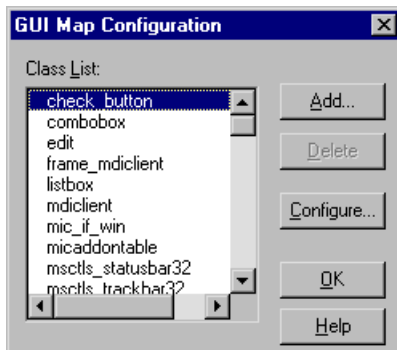 GUI Map Configuration
Class List:
check_button
combobox
edit
frame_mdiclient
listbox
mdiclient
mic_if_win
micaddontable
msctls_statusbar32
msctls_trackbar32
Add...
Delete
Configure...
OK
Help